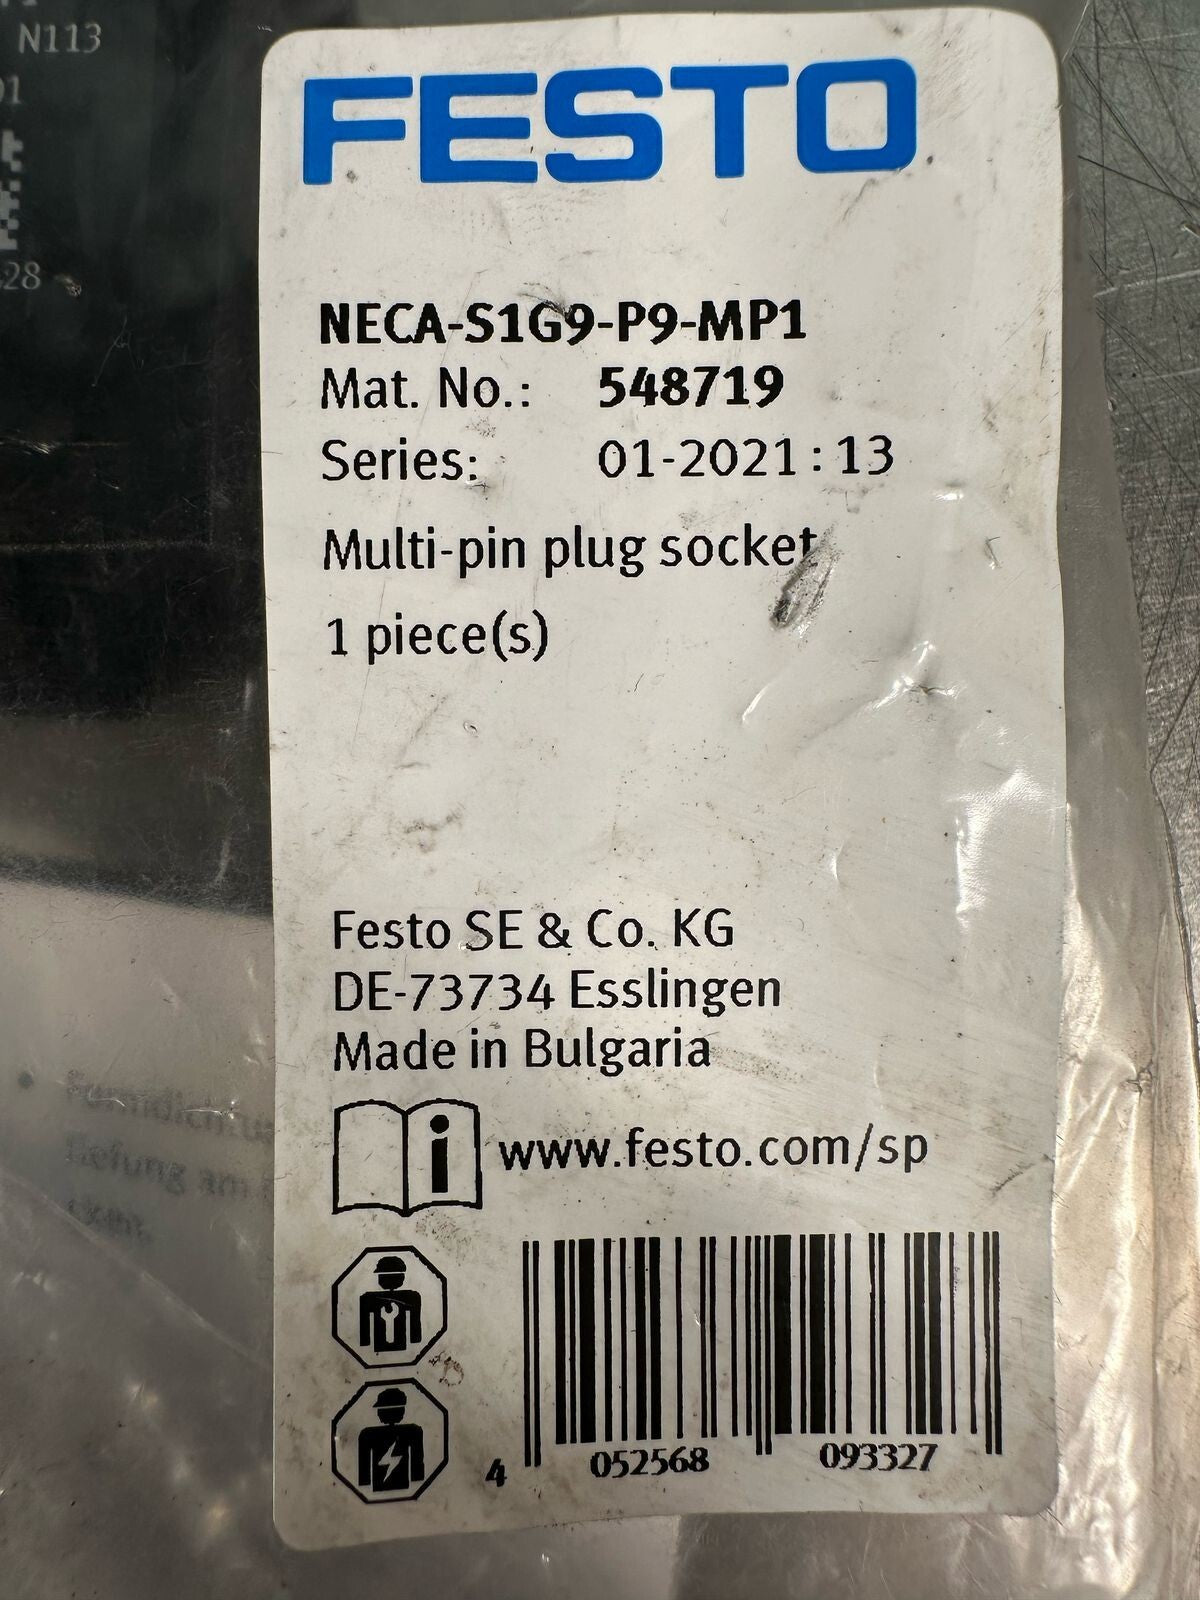 N113
28
FESTO
NECA-S1G9-P9-MP1
Mat. No.: 548719
Series: 01-2021:13
Multi-pin plug socket
1 piece(s)
Festo SE & Co. KG
DE-73734 Esslingen
Made in Bulgaria
i www.festo.com/sp
4 052568 093327